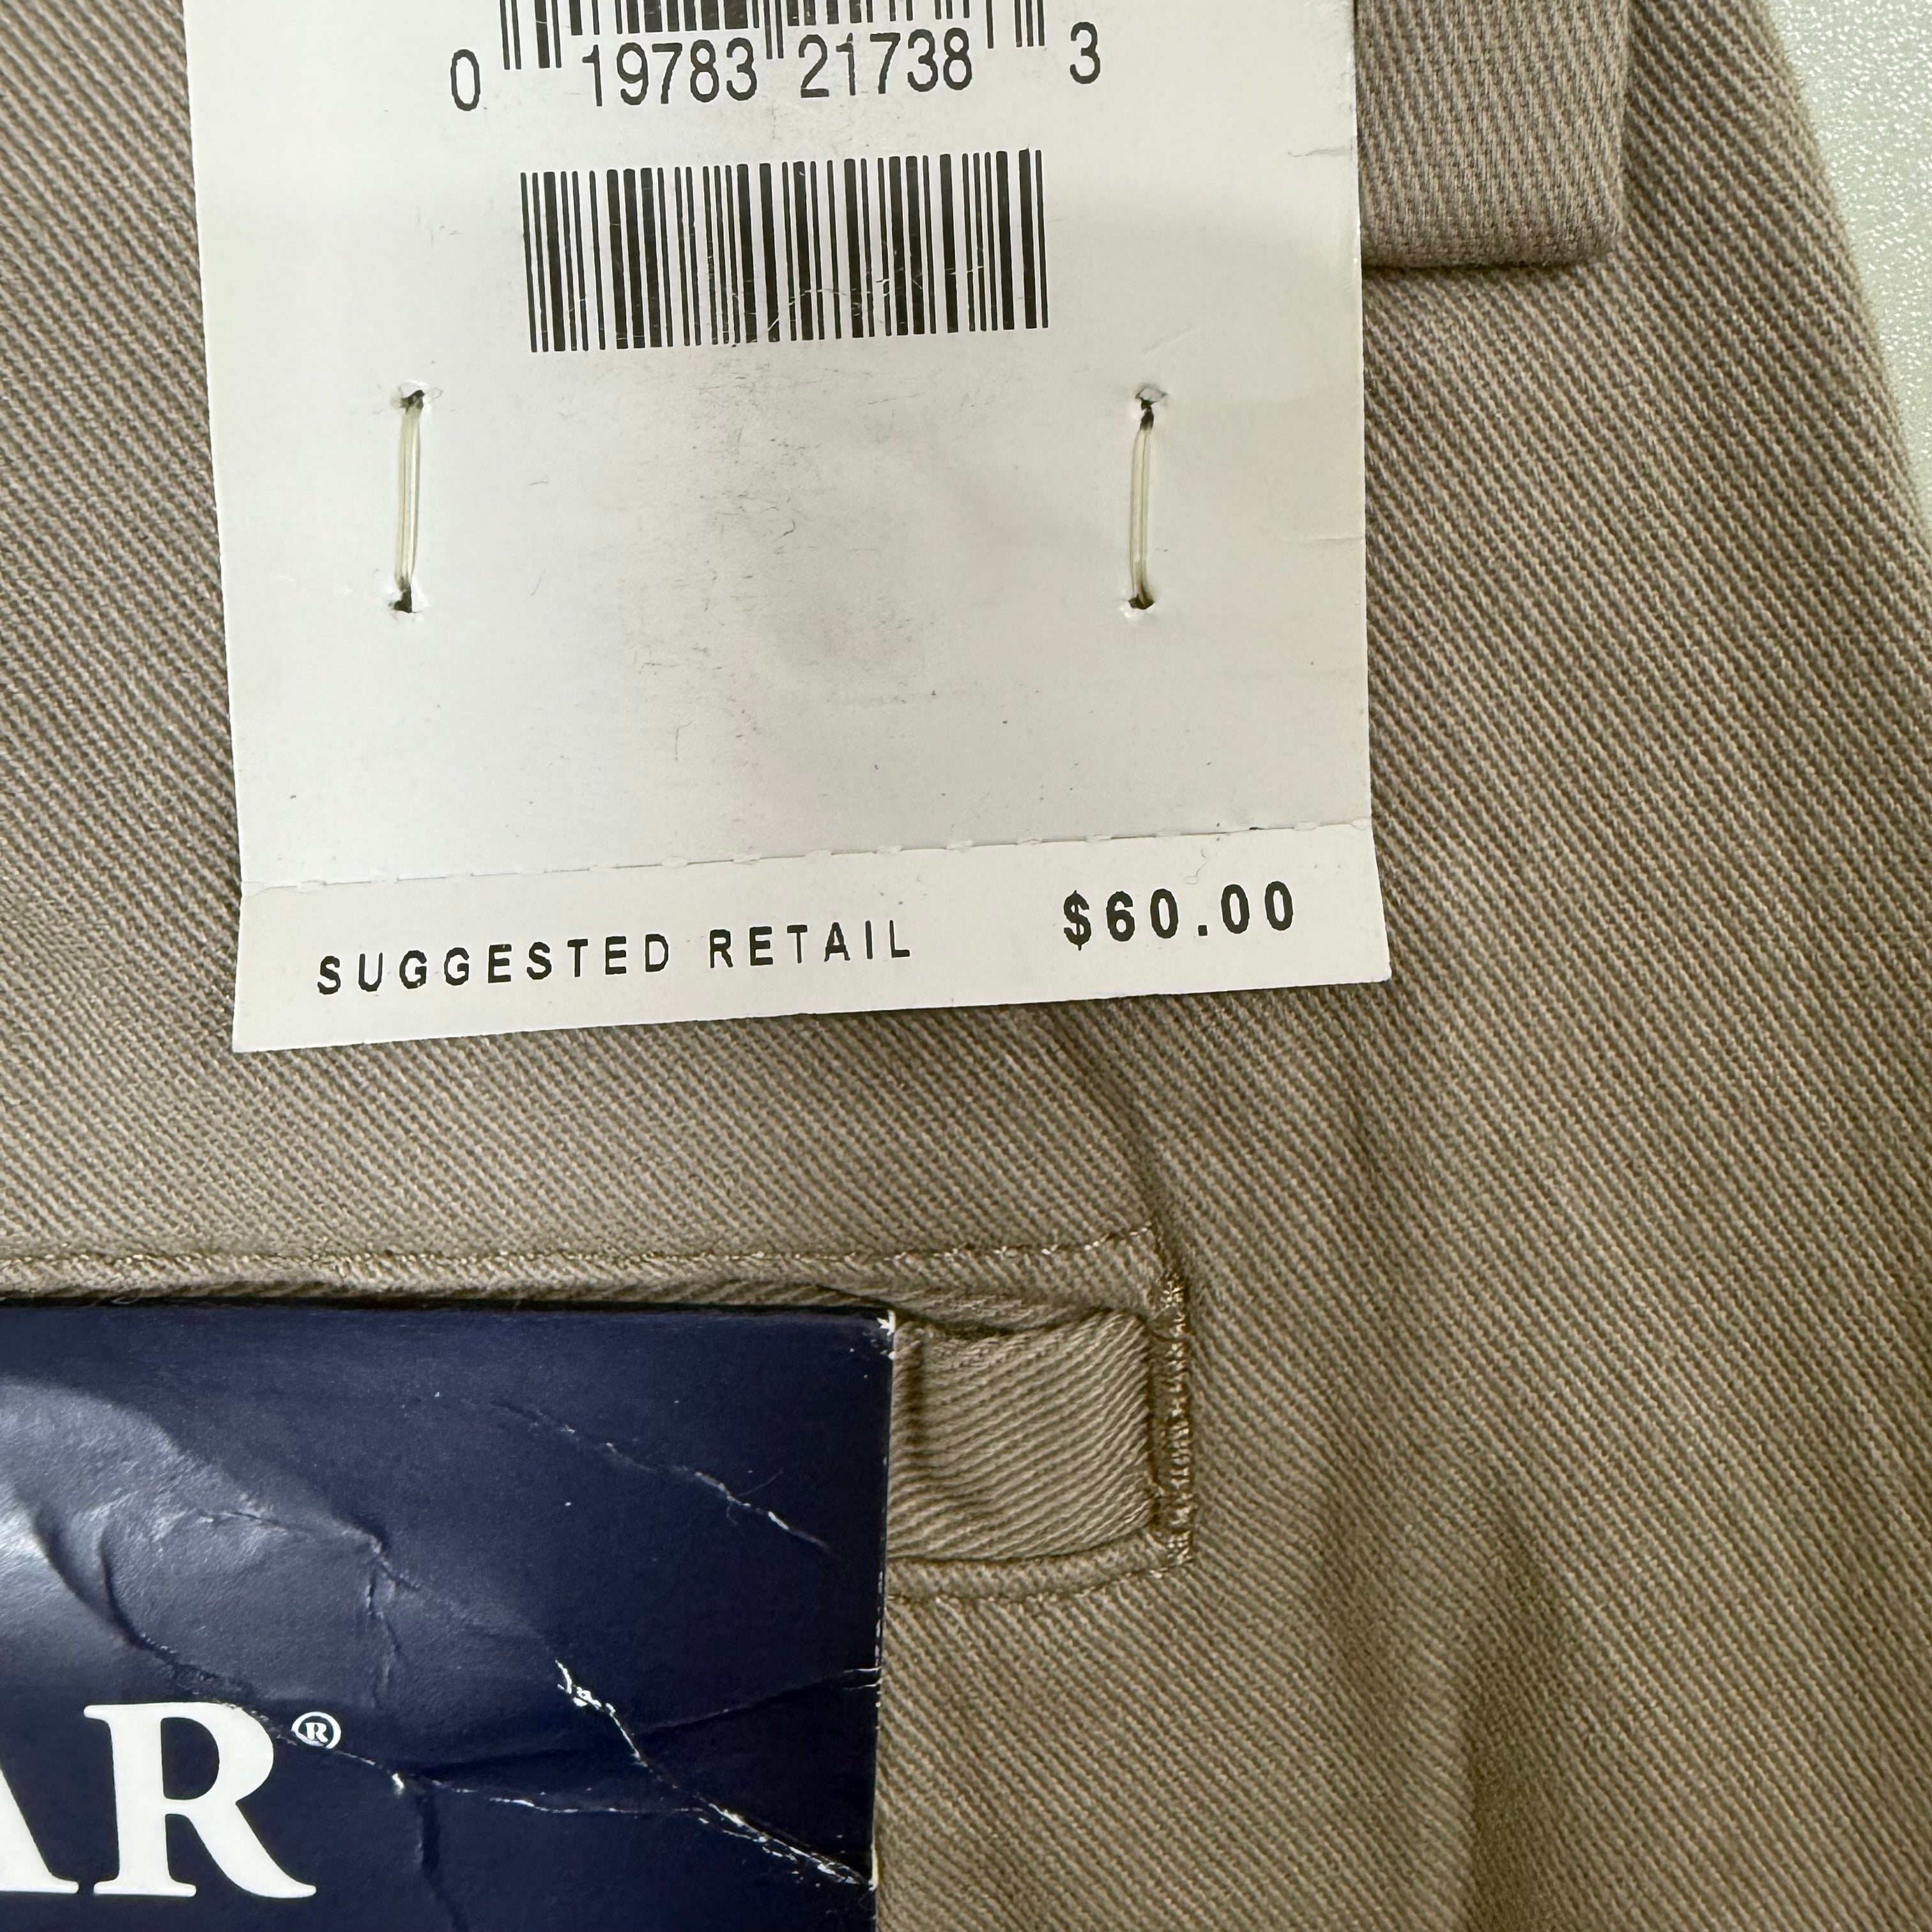 0 19783 21738 3
SUGGESTED RETAIL $60.00
AR®